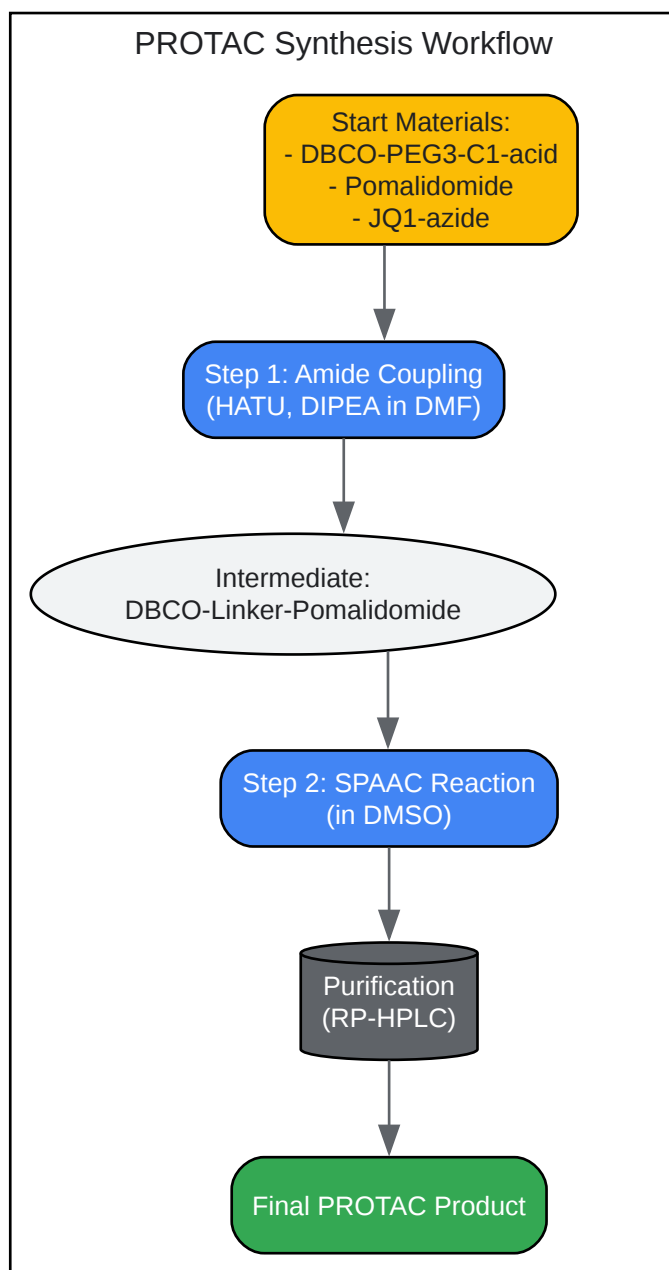 PROTAC Synthesis Workflow
Start Materials:
- DBCO-PEG3-C1-acid
- Pomalidomide
- JQ1-azide
Step 1: Amide Coupling
(HATU, DIPEA in DMF)
Intermediate:
DBCO-Linker-Pomalidomide
Step 2: SPAAC Reaction
(in DMSO)
Purification
(RP-HPLC)
Final PROTAC Product